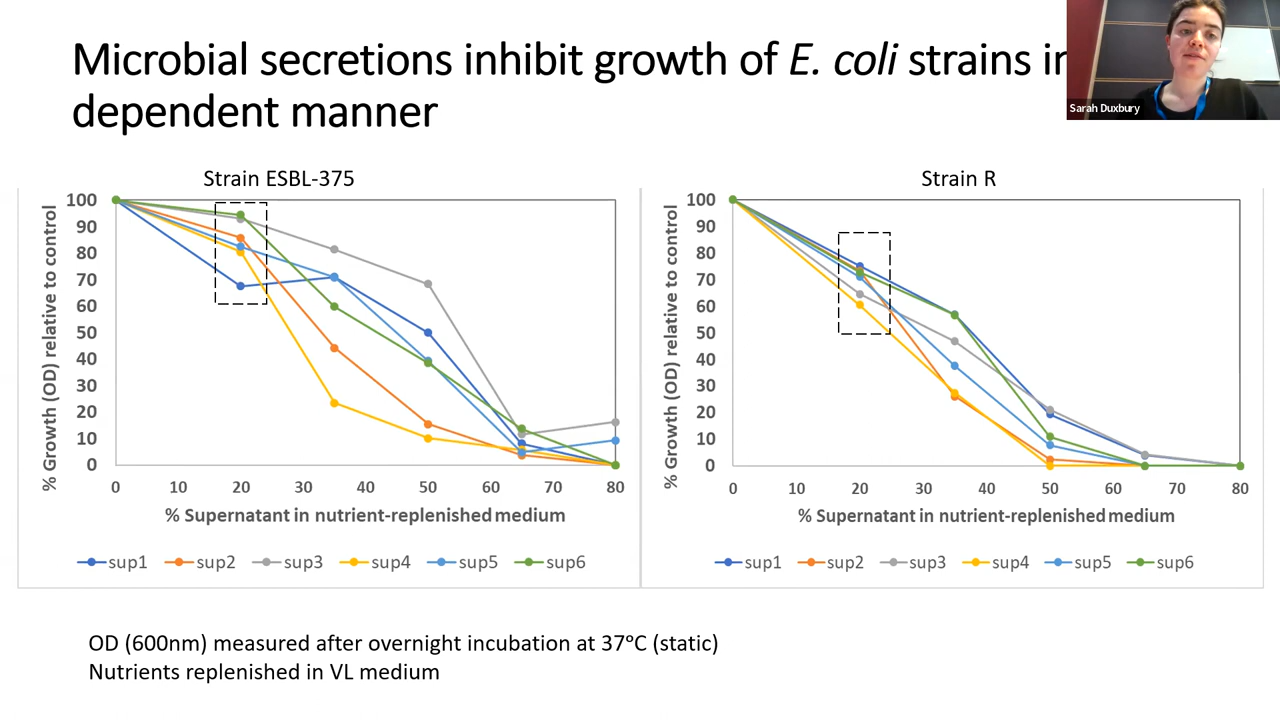 Microbial secretions inhibit growth of E. coli strains in
dependent manner
Sarah Duxbury
Strain ESBL-375
% Growth (OD) relative to control
100
90
80
70
60
50
40
30
20
10
0
0 10 20 30 40 50 60 70 80
% Supernatant in nutrient-replenished medium
sup1 sup2 sup3 sup4 sup5 sup6
Strain R
% Growth (OD) relative to control
100
90
80
70
60
50
40
30
20
10
0
0 10 20 30 40 50 60 70 80
% Supernatant in nutrient-replenished medium
sup1 sup2 sup3 sup4 sup5 sup6
OD (600nm) measured after overnight incubation at 37°C (static)
Nutrients replenished in VL medium